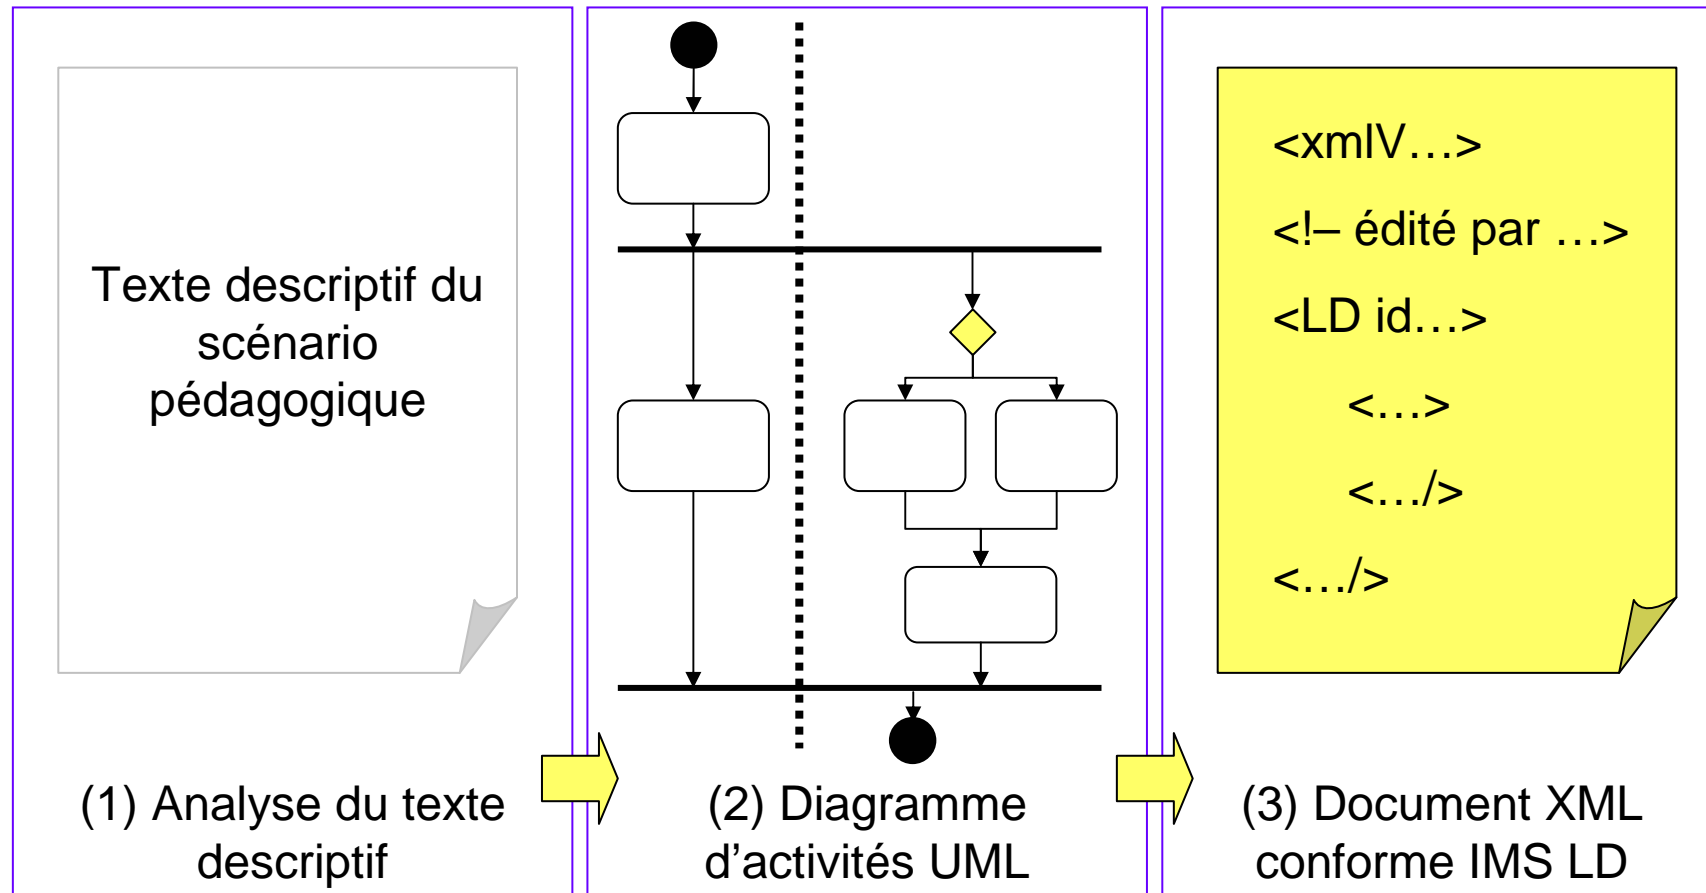 Texte descriptif du
scénario
pédagogique
(1) Analyse du texte
descriptif
(2) Diagramme
d’activités UML
<xmlV…>
<!– édité par …>
<LD id…>
<…>
<…/>
<…/>
(3) Document XML
conforme IMS LD